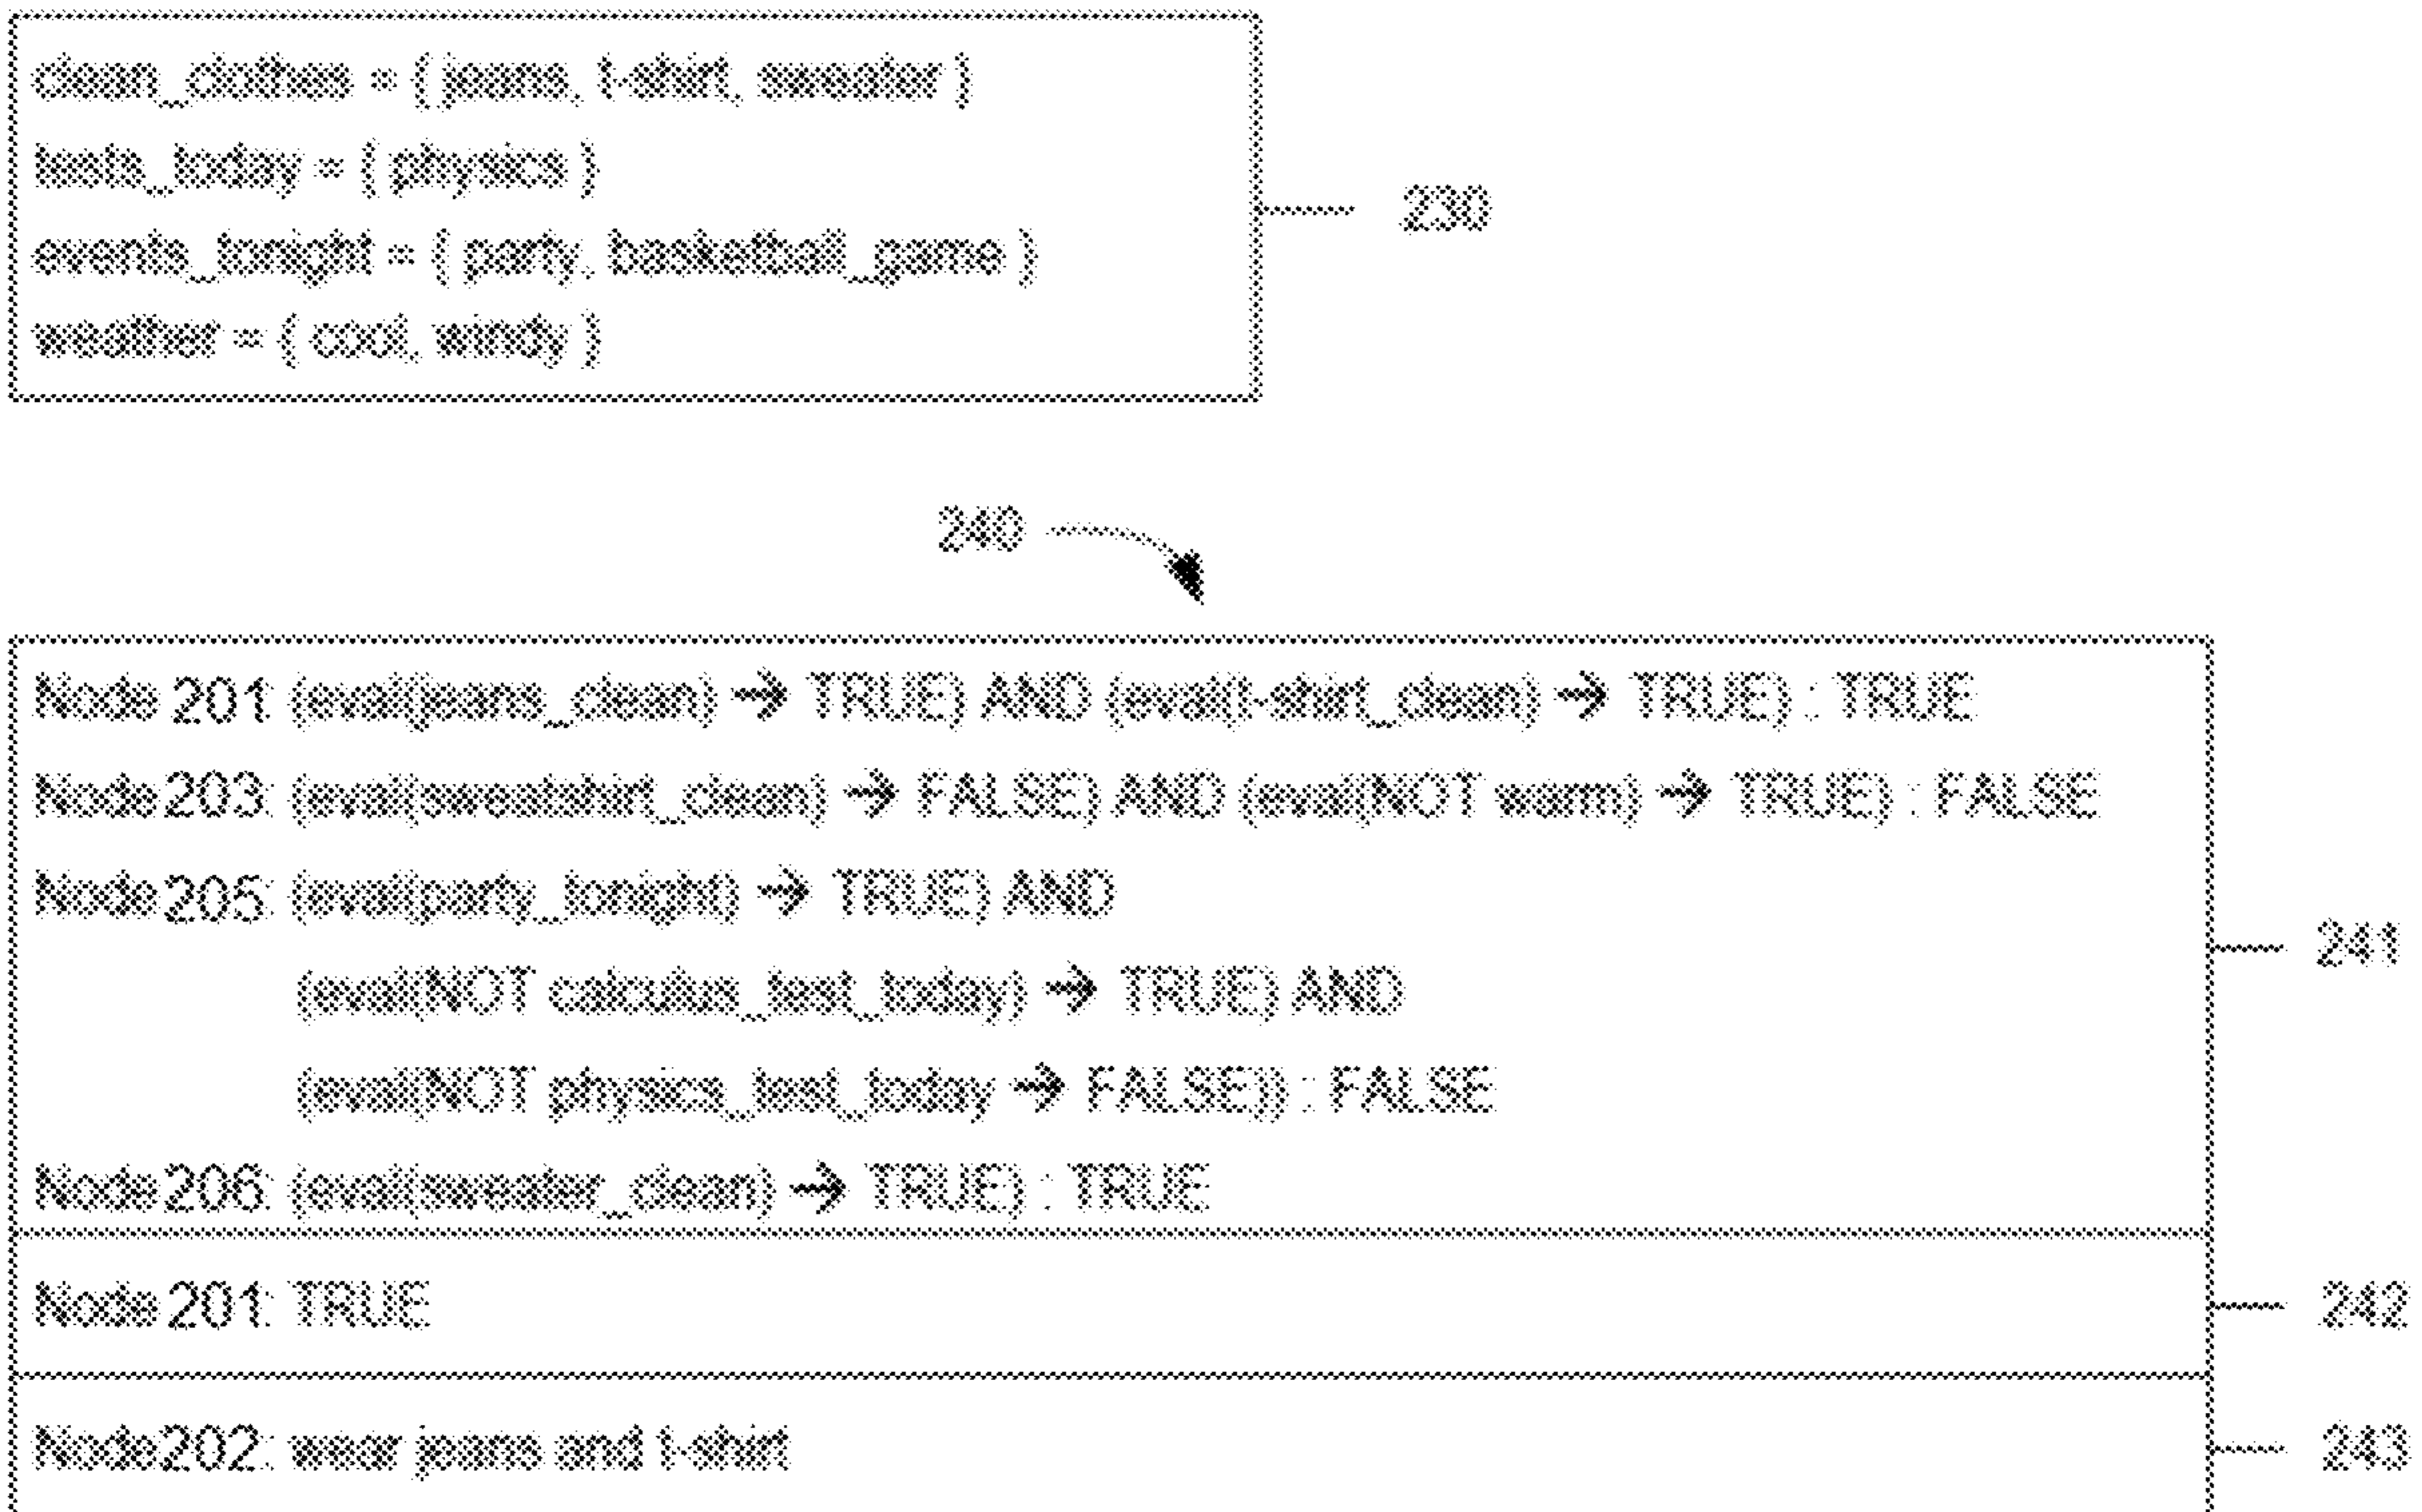 clean_clothes = { jeans, t-shirt, sweater }
tests_today = { physics }
events_tonight = { party, basketball_game }
weather = { cool, windy }
230
240
Node 201: (eval(jeans_clean) → TRUE) AND (eval(t-shirt_clean) → TRUE) : TRUE
Node 203: (eval(sweatshirt_clean) → FALSE) AND (eval(NOT warm) → TRUE) : FALSE
Node 205: (eval(party_tonight) → TRUE) AND
(eval(NOT calculus_test_today) → TRUE) AND
(eval(NOT physics_test_today → FALSE)) : FALSE
Node 206: (eval(sweater_clean) → TRUE) : TRUE
241
Node 201: TRUE
242
Node 202: wear jeans and t-shirt
243